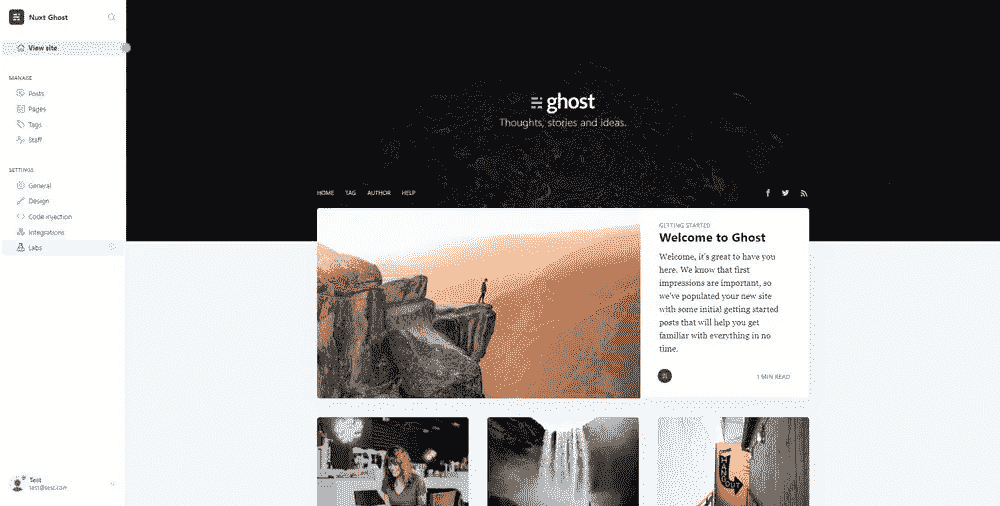 Nuxt Ghost
View site
MANAGE
Posts
Pages
Tags
Staff
SETTINGS
General
Design
Code injection
Integrations
Labs
Test
test@test.com
ghost
Thoughts, stories and ideas.
HOME TAG AUTHOR HELP
GETTING STARTED
Welcome to Ghost
Welcome, it's great to have you
here. We know that first
impressions are important, so
we've populated your new site
with some initial getting started
posts that will help you get
familiar with everything in no
time.
1 MIN READ
HANG
OUT